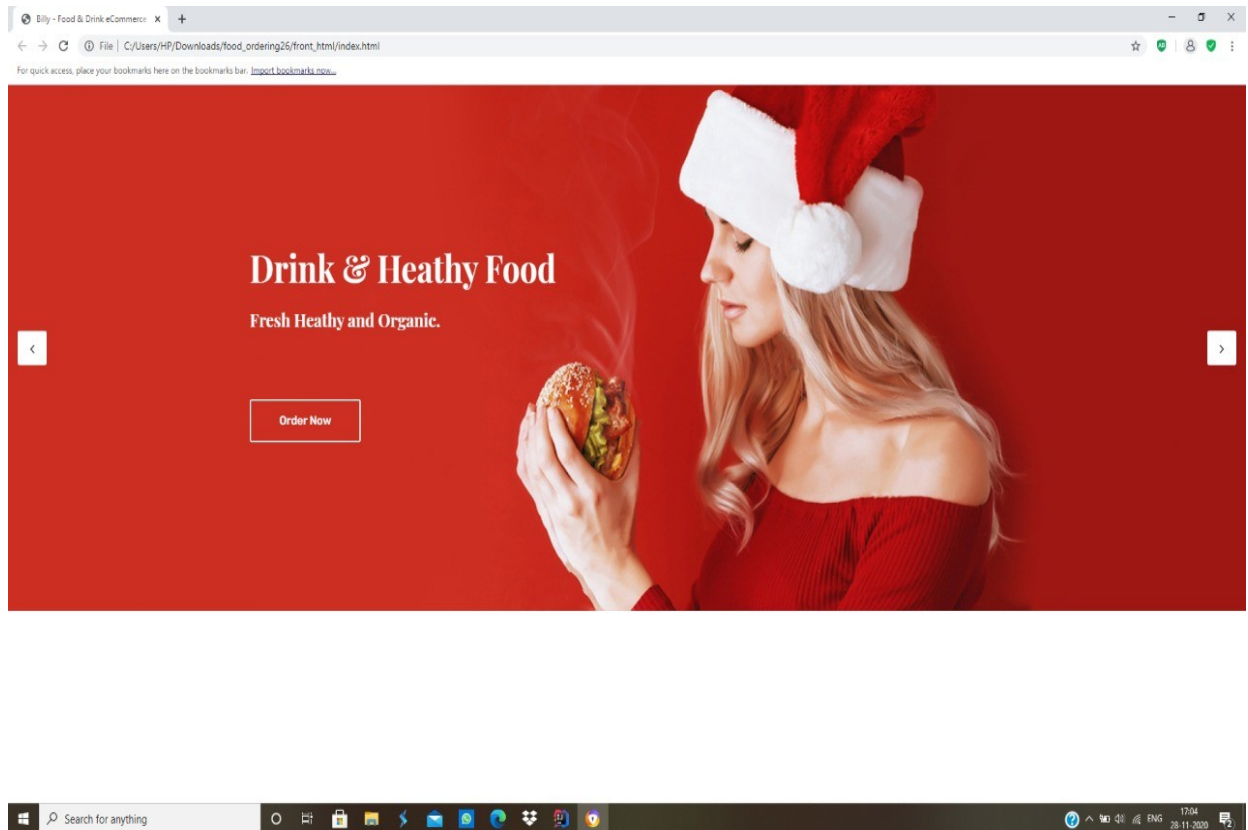 Billy - Food & Drink eCommerce
File | C:/Users/HP/Downloads/food_ordering26/front_html/index.html
For quick access, place your bookmarks here on the bookmarks bar. Import bookmarks now...
Drink & Heathy Food
Fresh Heathy and Organic.
Order Now
Search for anything
ENG
17:04
28-11-2020